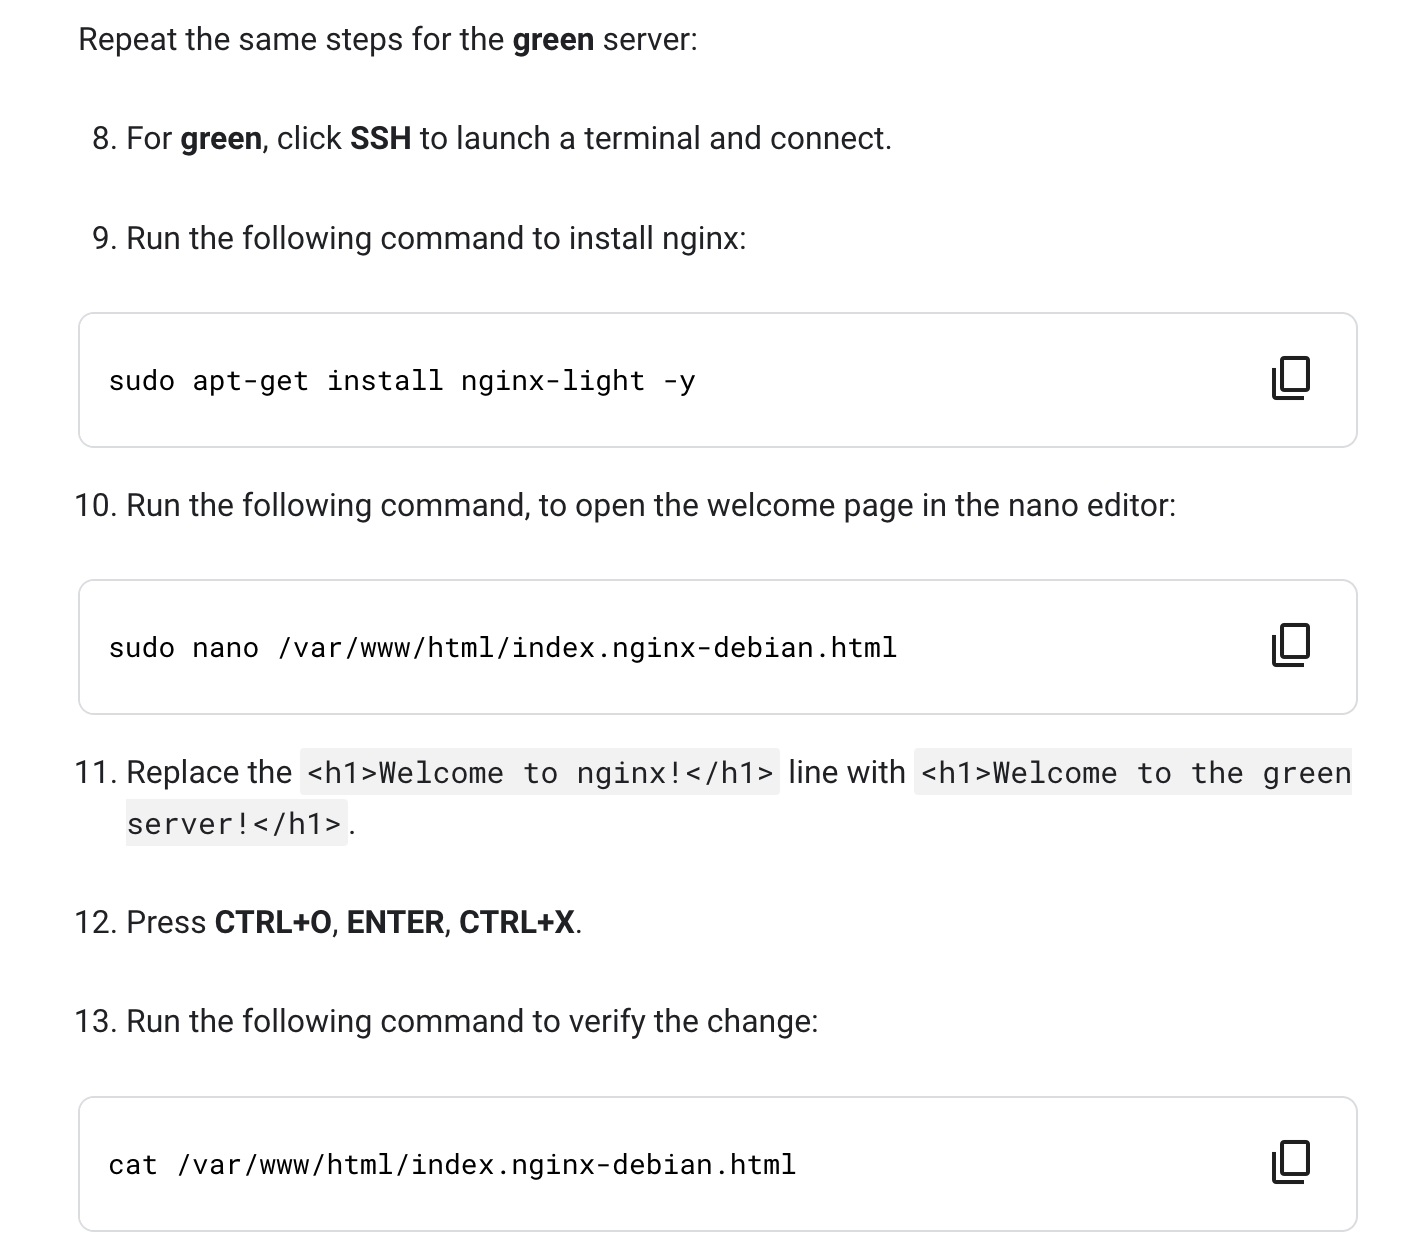 Repeat the same steps for the green server:
8. For green, click SSH to launch a terminal and connect.
9. Run the following command to install nginx:
sudo apt-get install nginx-light -y
10. Run the following command, to open the welcome page in the nano editor:
sudo nano /var/www/html/index.nginx-debian.html
11. Replace the <h1>Welcome to nginx!</h1> line with <h1>Welcome to the green
server!</h1>.
12. Press CTRL+O, ENTER, CTRL+X.
13. Run the following command to verify the change:
cat /var/www/html/index.nginx-debian.html